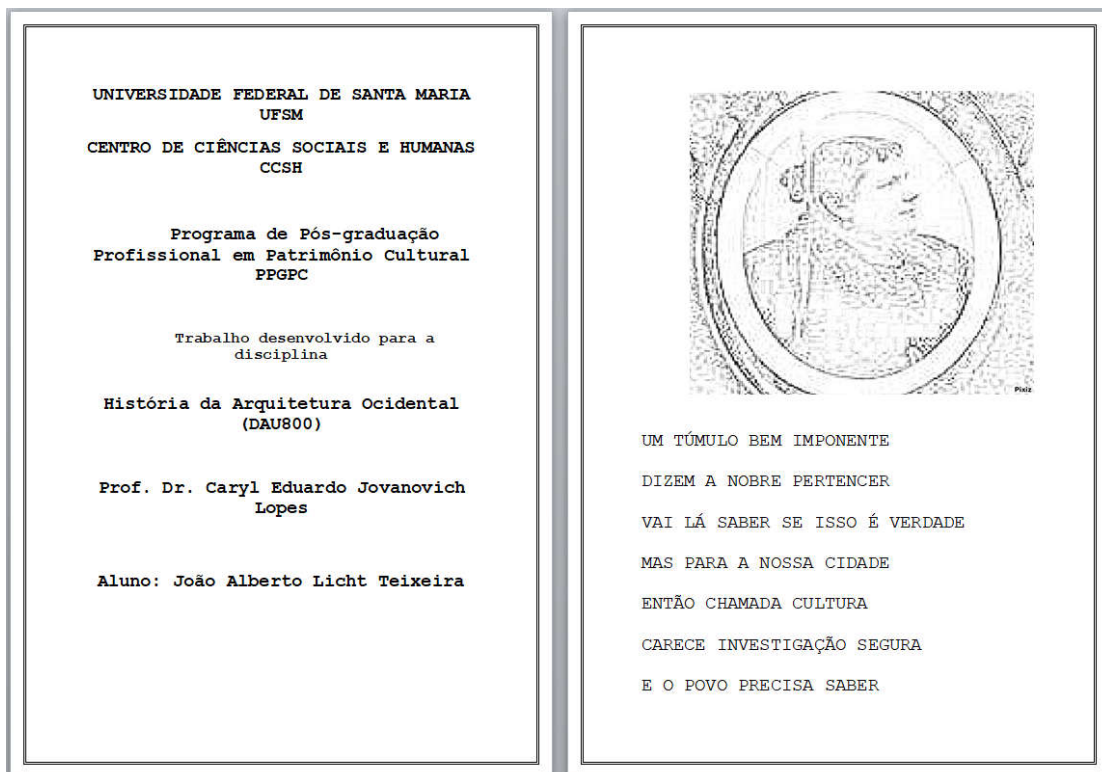 UNIVERSIDADE FEDERAL DE SANTA MARIA
UFSM
CENTRO DE CIÊNCIAS SOCIAIS E HUMANAS
CCSH
Programa de Pós-graduação
Profissional em Patrimônio Cultural
PPGPC
Trabalho desenvolvido para a
disciplina
História da Arquitetura Ocidental
(DAU800)
Prof. Dr. Caryl Eduardo Jovanovich
Lopes
Aluno: João Alberto Licht Teixeira
Pixiz
UM TÚMULO BEM IMPONENTE
DIZEM A NOBRE PERTENCER
VAI LÁ SABER SE ISSO É VERDADE
MAS PARA A NOSSA CIDADE
ENTÃO CHAMADA CULTURA
CARECE INVESTIGAÇÃO SEGURA
E O POVO PRECISA SABER